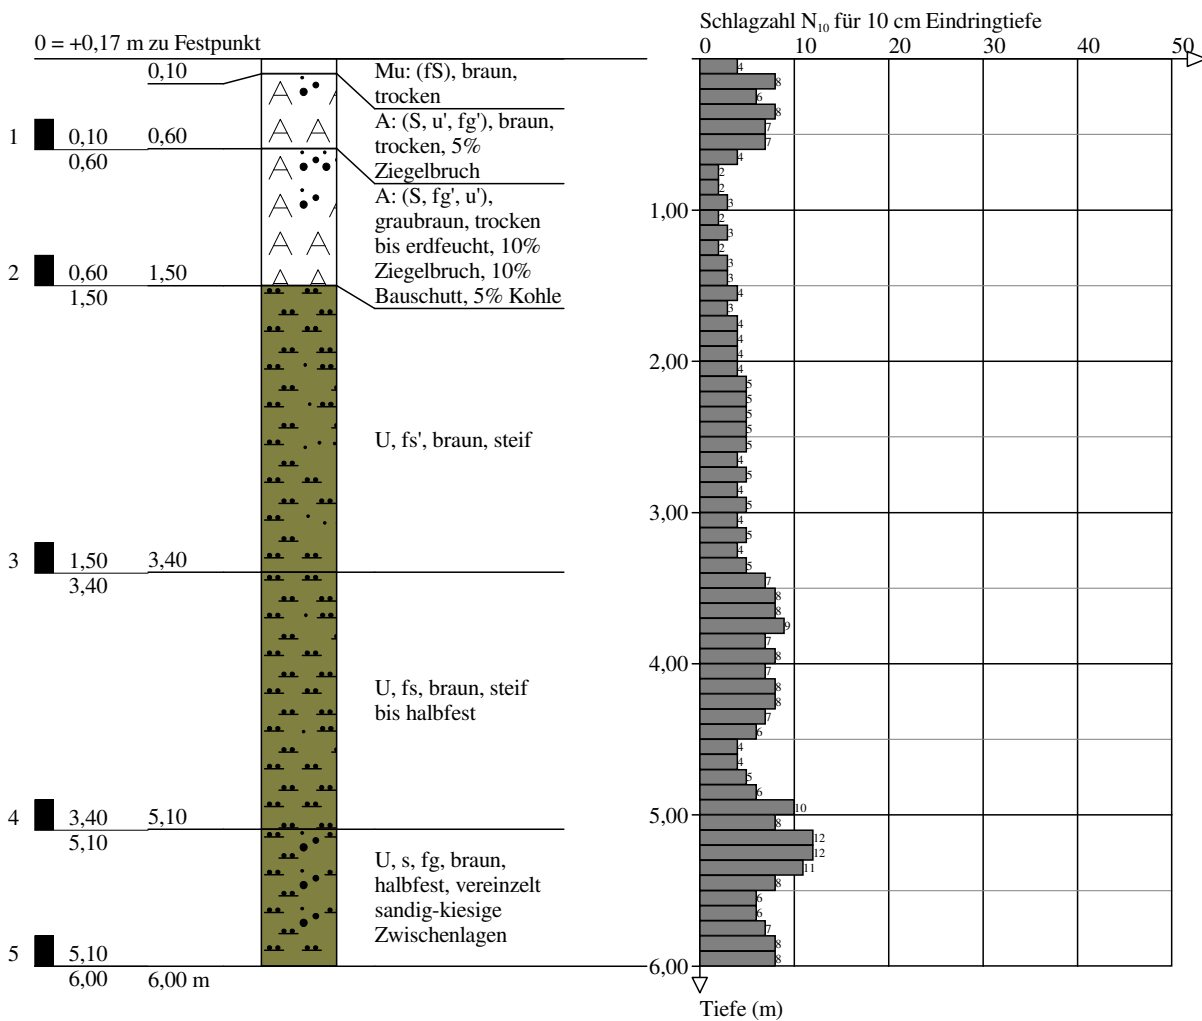 0 = +0,17 m zu Festpunkt
0,10
Mu: (fS), braun,
trocken
1 0,10 0,60
0,60
A: (S, u', fg'), braun,
trocken, 5%
Ziegelbruch
A: (S, fg', u'),
graubraun, trocken
bis erdfeucht, 10%
Ziegelbruch, 10%
Bauschutt, 5% Kohle
2 0,60 1,50
1,50
U, fs', braun, steif
3 1,50 3,40
3,40
U, fs, braun, steif
bis halbfest
4 3,40 5,10
5,10
U, s, fg, braun,
halbfest, vereinzelt
sandig-kiesige
Zwischenlagen
5 5,10
6,00 6,00 m
Schlagzahl N10 für 10 cm Eindringtiefe
0 10 20 30 40 50
4
8
6
8
7
7
4
2
2
3
1,00
2
3
2
3
3
4
3
4
4
4
2,00
4
5
5
5
5
5
4
5
4
5
3,00
4
5
4
5
7
8
8
9
7
8
4,00
7
8
8
7
6
4
4
5
6
10
5,00
8
12
12
11
8
6
6
7
8
8
6,00
Tiefe (m)